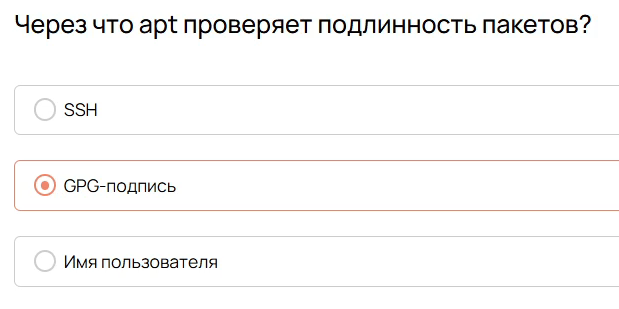 Через что apt проверяет подлинность пакетов?
SSH
GPG-подпись
Имя пользователя